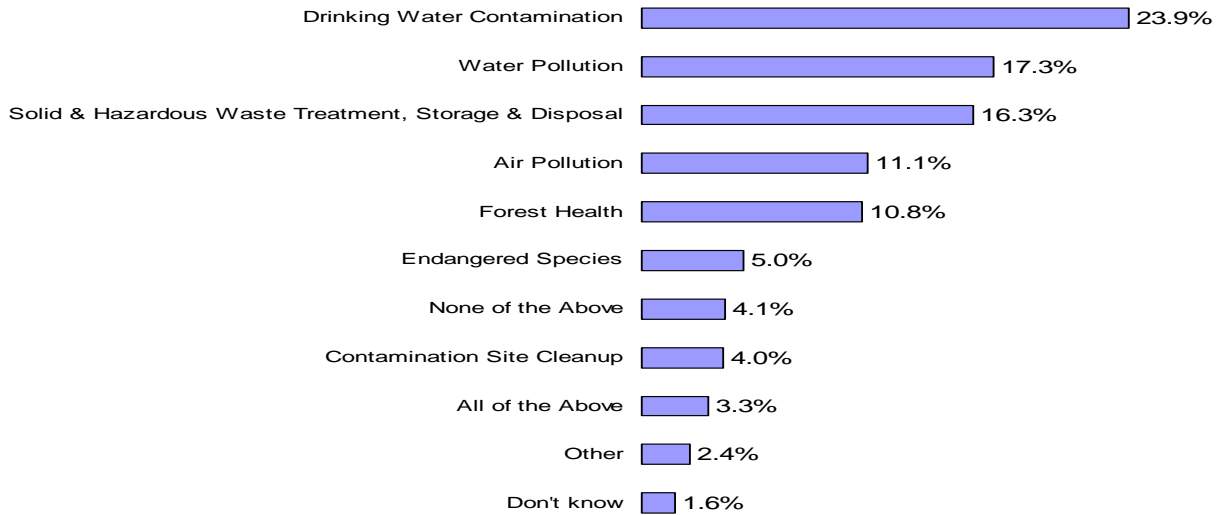 Drinking Water Contamination 23.9%
Water Pollution 17.3%
Solid & Hazardous Waste Treatment, Storage & Disposal 16.3%
Air Pollution 11.1%
Forest Health 10.8%
Endangered Species 5.0%
None of the Above 4.1%
Contamination Site Cleanup 4.0%
All of the Above 3.3%
Other 2.4%
Don't know 1.6%